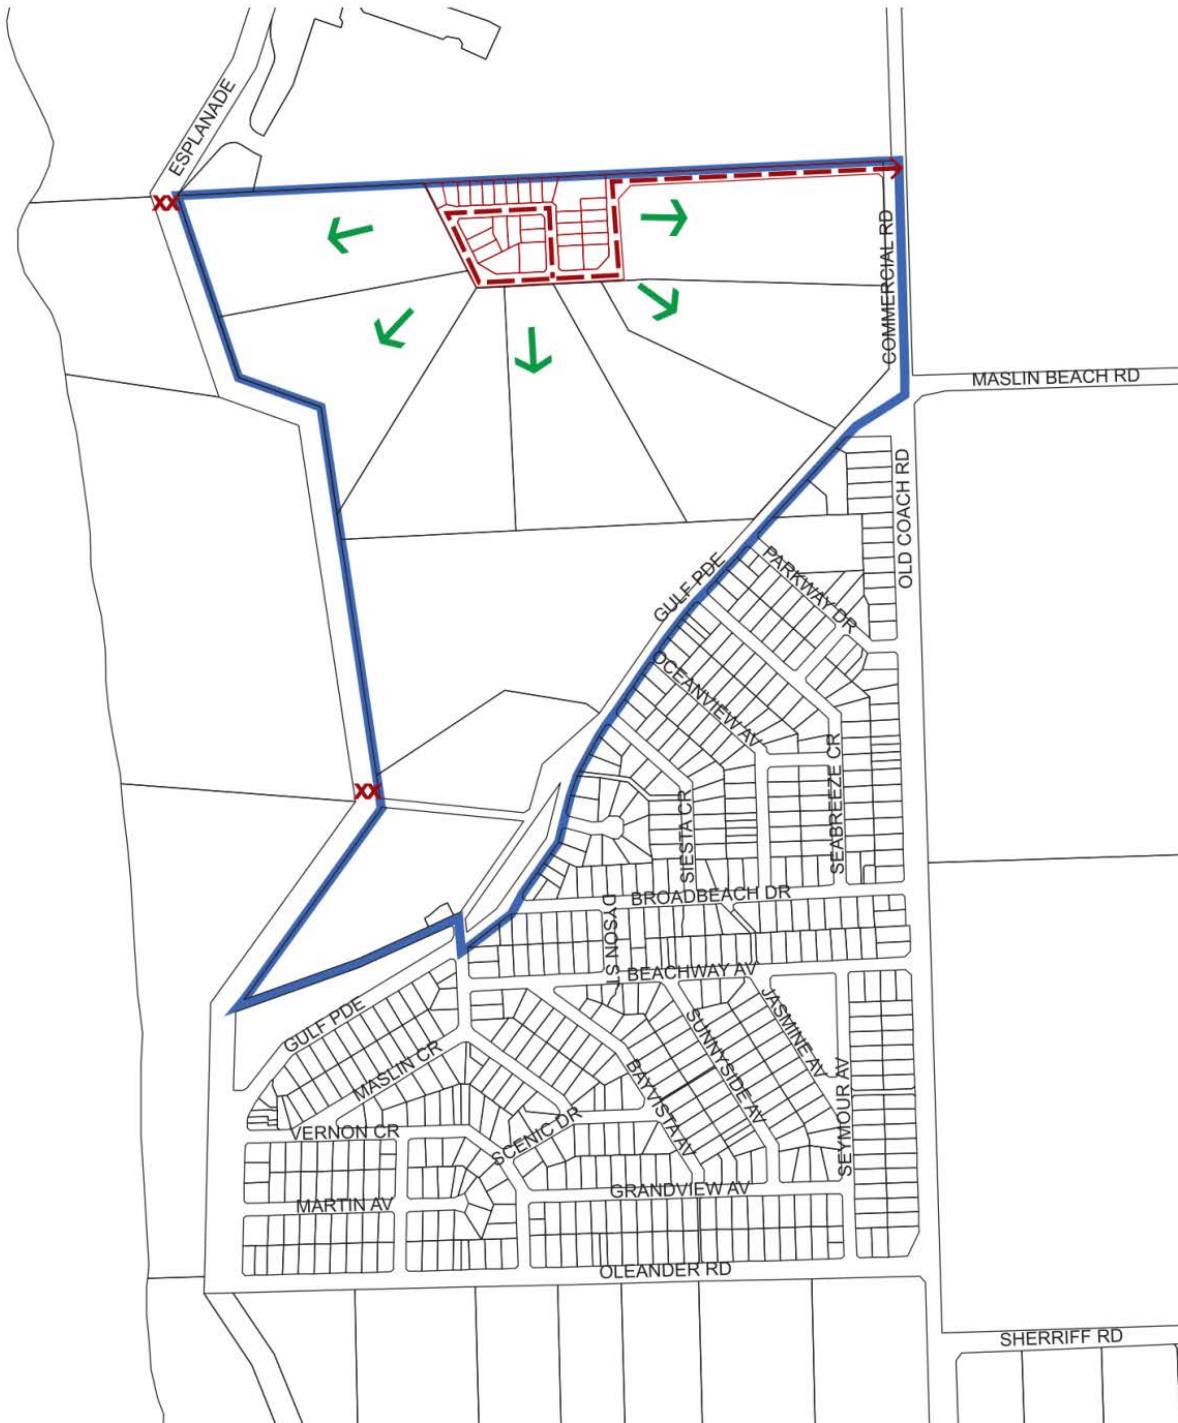 ESPLANADE
XX
COMMERCIAL RD
MASLIN BEACH RD
OLD COACH RD
GULF PDE
PARKWAY DR
OCEANVIEW AV
SEABREEZE CR
XX
SIESTA CR
BROADBEACH DR
DYSON ST
BEACHWAY AV
JASMINE AV
SUNNYSIDE AV
GULF PDE
MASLIN CR
BAYVISTA AV
SEYMOUR AV
VERNON CR
SCENIC DR
GRANDVIEW AV
MARTIN AV
OLEANDER RD
SHERRIFF RD